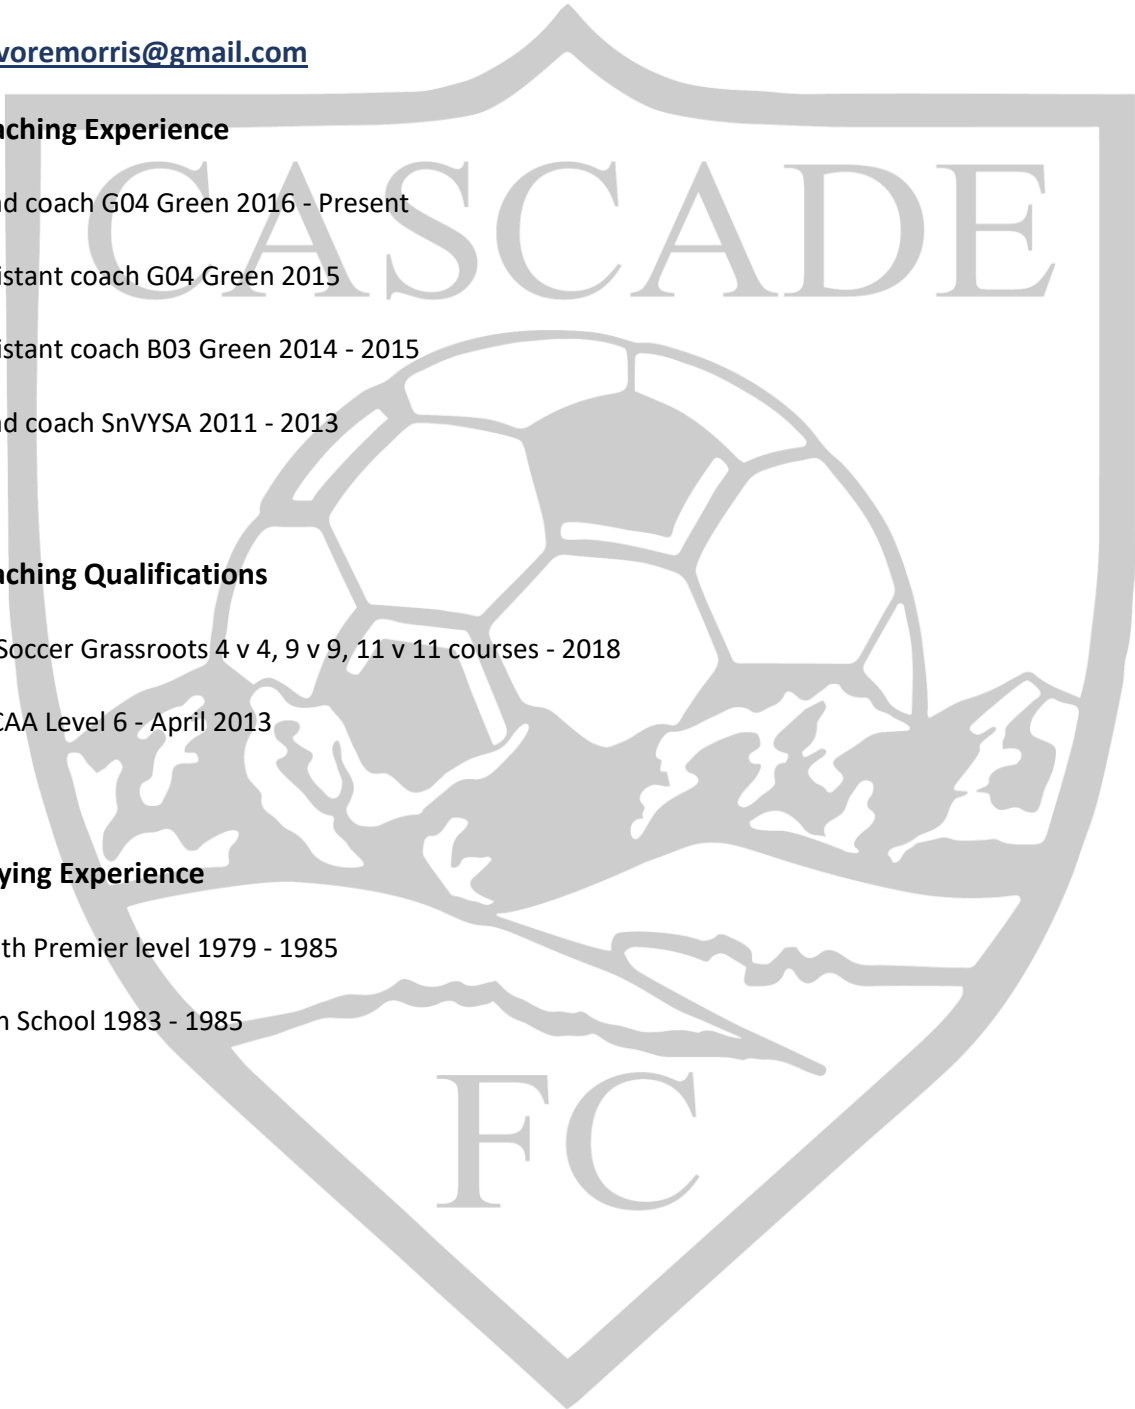 voremorris@gmail.com
aching Experience
ad coach G04 Green 2016 - Present
istant coach G04 Green 2015
istant coach B03 Green 2014 - 2015
ad coach SnVYSA 2011 - 2013
aching Qualifications
Soccer Grassroots 4 v 4, 9 v 9, 11 v 11 courses - 2018
CAA Level 6 - April 2013
ying Experience
th Premier level 1979 - 1985
h School 1983 - 1985
CASCADE
FC